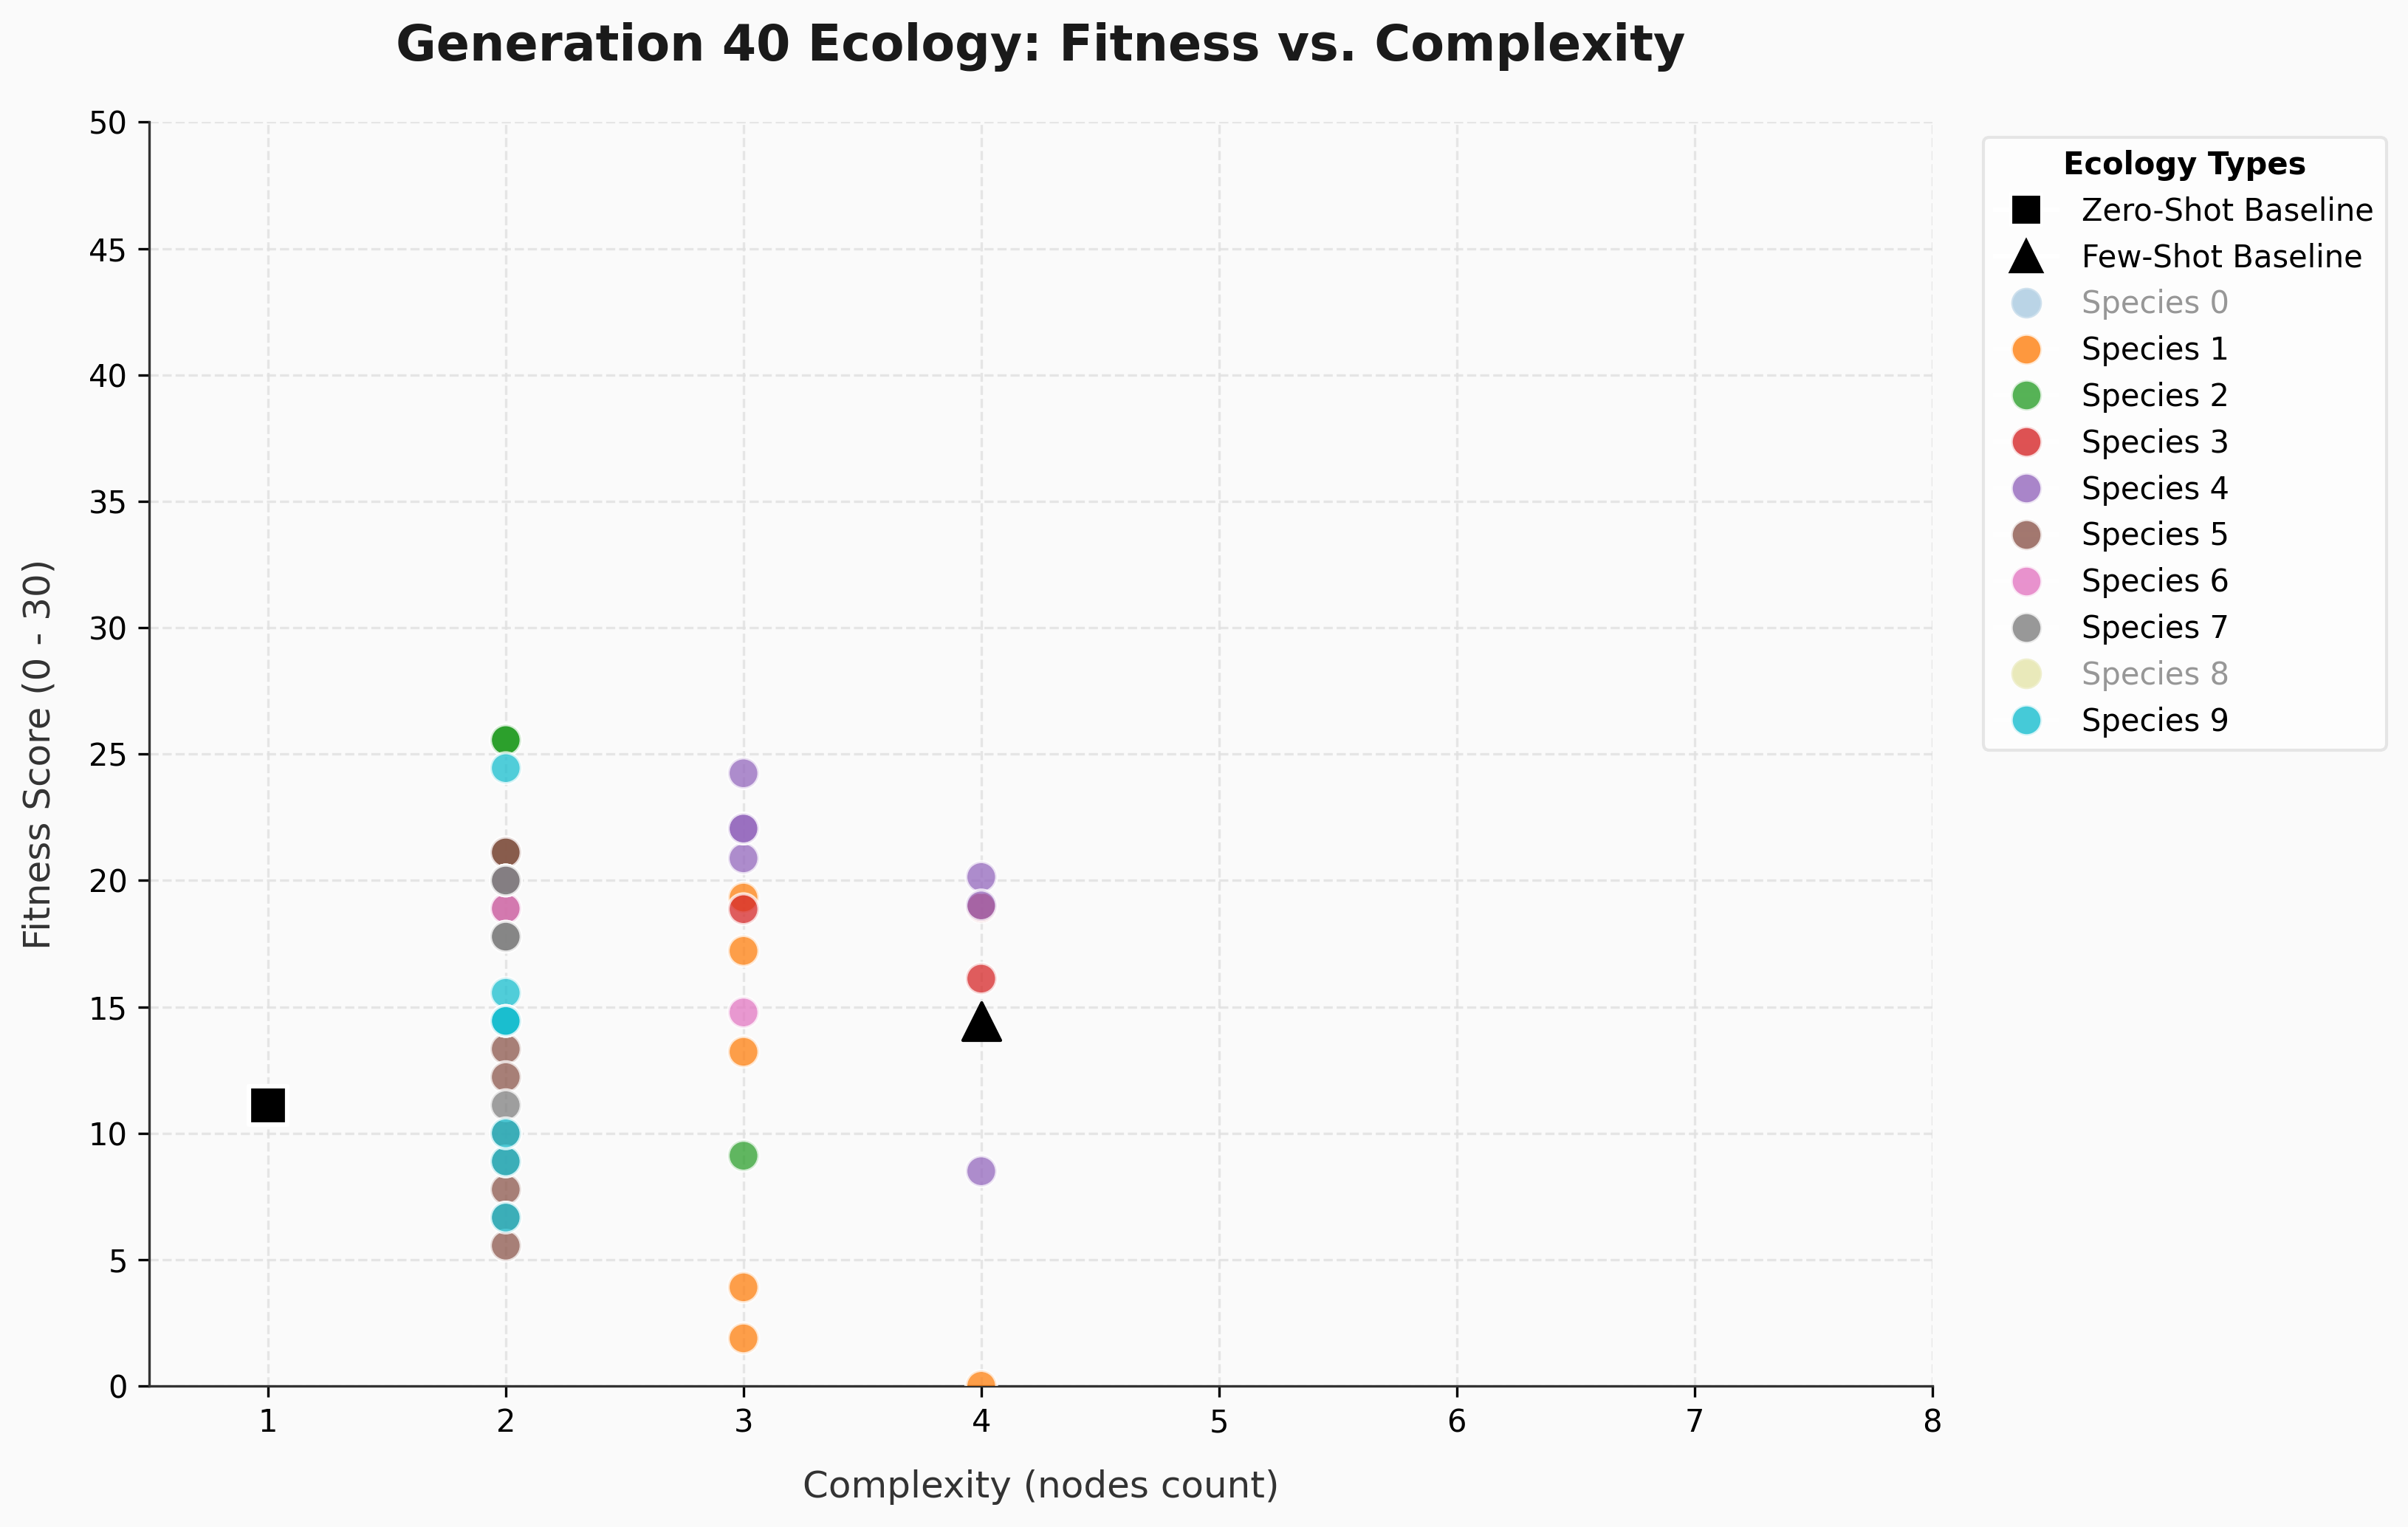 Generation 40 Ecology: Fitness vs. Complexity
50
45
40
35
30
25
20
15
10
5
0
Fitness Score (0 - 30)
1 2 3 4 5 6 7 8
Complexity (nodes count)
Ecology Types
Zero-Shot Baseline
Few-Shot Baseline
Species 0
Species 1
Species 2
Species 3
Species 4
Species 5
Species 6
Species 7
Species 8
Species 9